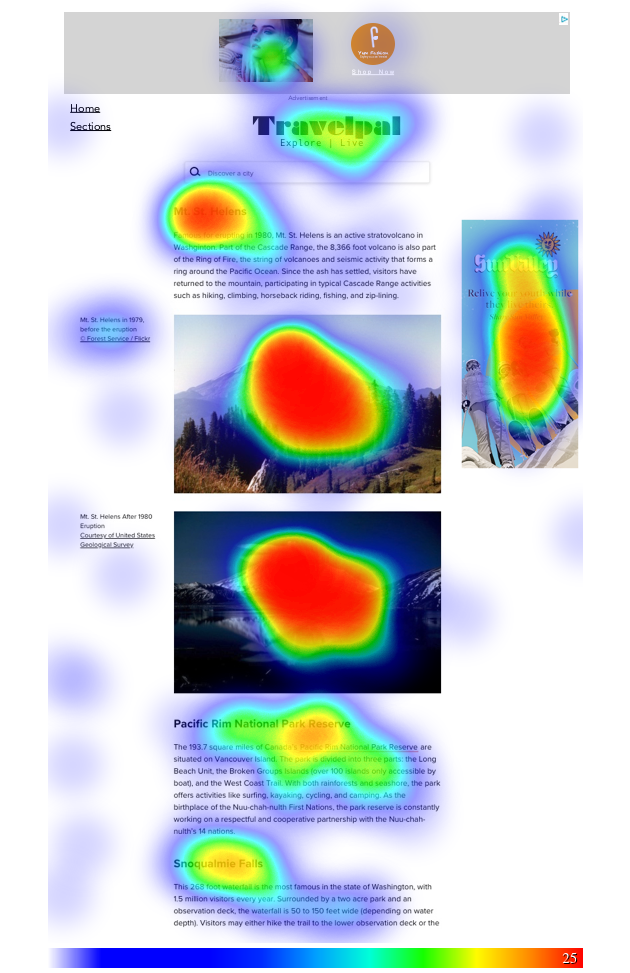 Shop Now
Advertisement
Home
Sections
Travelpal
Explore | Live
Discover a city
Mt. St. Helens
Famous for erupting in 1980, Mt. St. Helens is an active stratovolcano in
Washginton. Part of the Cascade Range, the 8,366 foot volcano is also part
of the Ring of Fire, the string of volcanoes and seismic activity that forms a
ring around the Pacific Ocean. Since the ash has settled, visitors have
returned to the mountain, participating in typical Cascade Range activities
such as hiking, climbing, horseback riding, fishing, and zip-lining.
Sun Valley
Relive your youth while
Mt. St. Helens in 1979,
before the eruption
© Forest Service / Flickr
Mt. St. Helens After 1980
Eruption
Courtesy of United States
Geological Survey
Pacific Rim National Park Reserve
The 193.7 square miles of Canada's Pacific Rim National Park Reserve are
situated on Vancouver Island. The park is divided into three parts: the Long
Beach Unit, the Broken Groups Islands (over 100 islands only accessible by
boat), and the West Coast Trail. With both rainforests and seashore, the park
offers activities like surfing, kayaking, cycling, and camping. As the
birthplace of the Nuu-chah-nulth First Nations, the park reserve is constantly
working on a respectful and cooperative partnership with the Nuu-chah-
nulth's 14 nations.
Snoqualmie Falls
This 268 foot waterfall is the most famous in the state of Washington, with
1.5 million visitors every year. Surrounded by a two acre park and an
observation deck, the waterfall is 50 to 150 feet wide (depending on water
depth). Visitors may either hike the trail to the lower observation deck or the
25